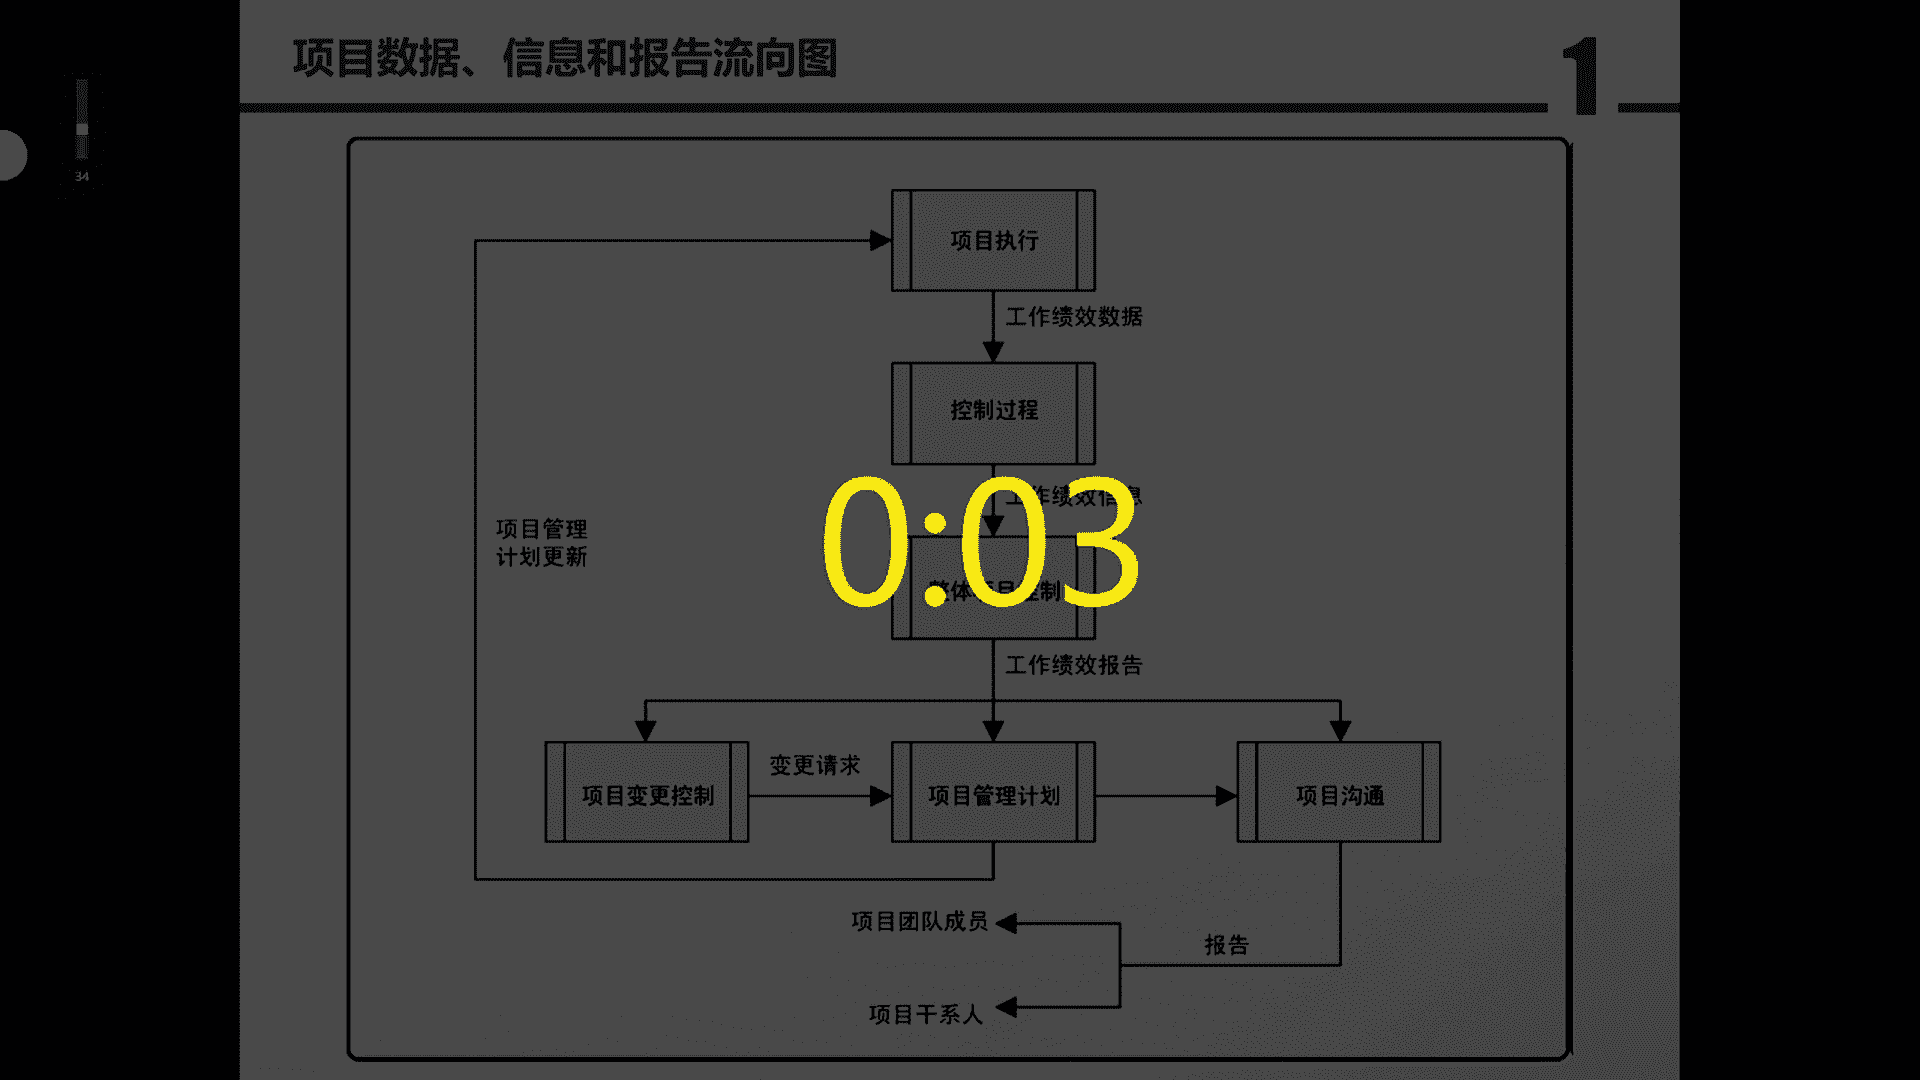 项目数据、信息和报告流向图
1
34
项目执行
工作绩效数据
控制过程
工作绩效信息
0:03
项目管理
计划更新
整体项目控制
工作绩效报告
变更请求
项目变更控制
项目管理计划
项目沟通
项目团队成员
报告
项目干系人